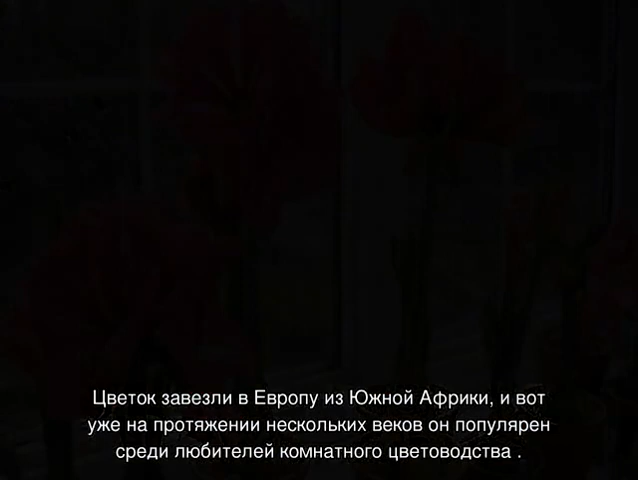 Цветок завезли в Европу из Южной Африки, и вот
уже на протяжении нескольких веков он популярен
среди любителей комнатного цветоводства .